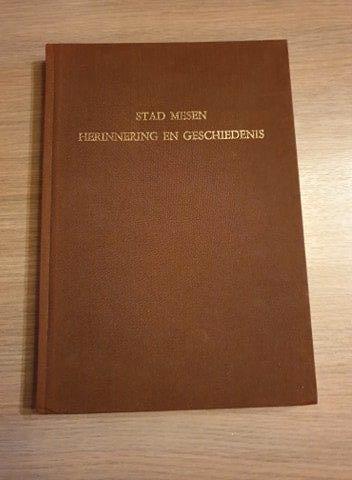 STAD MESEN
HERINNERING EN GESCHIEDENIS